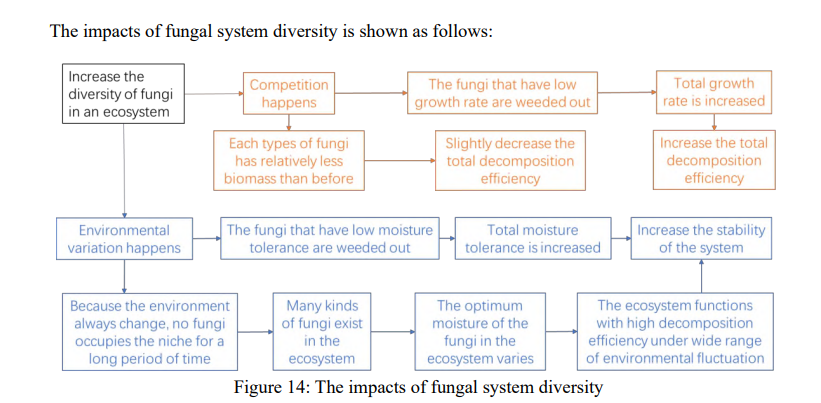 The impacts of fungal system diversity is shown as follows:
Increase the
diversity of fungi
in an ecosystem
Competition
happens
The fungi that have low
growth rate are weeded out
Total growth
rate is increased
Each types of fungi
has relatively less
biomass than before
Slightly decrease the
total decomposition
efficiency
Increase the total
decomposition
efficiency
Environmental
variation happens
The fungi that have low moisture
tolerance are weeded out
Total moisture
tolerance is increased
Increase the stability
of the system
Because the environment
always change, no fungi
occupies the niche for a
long period of time
Many kinds
of fungi exist
in the
ecosystem
The optimum
moisture of the
fungi in the
ecosystem varies
The ecosystem functions
with high decomposition
efficiency under wide range
of environmental fluctuation
Figure 14: The impacts of fungal system diversity